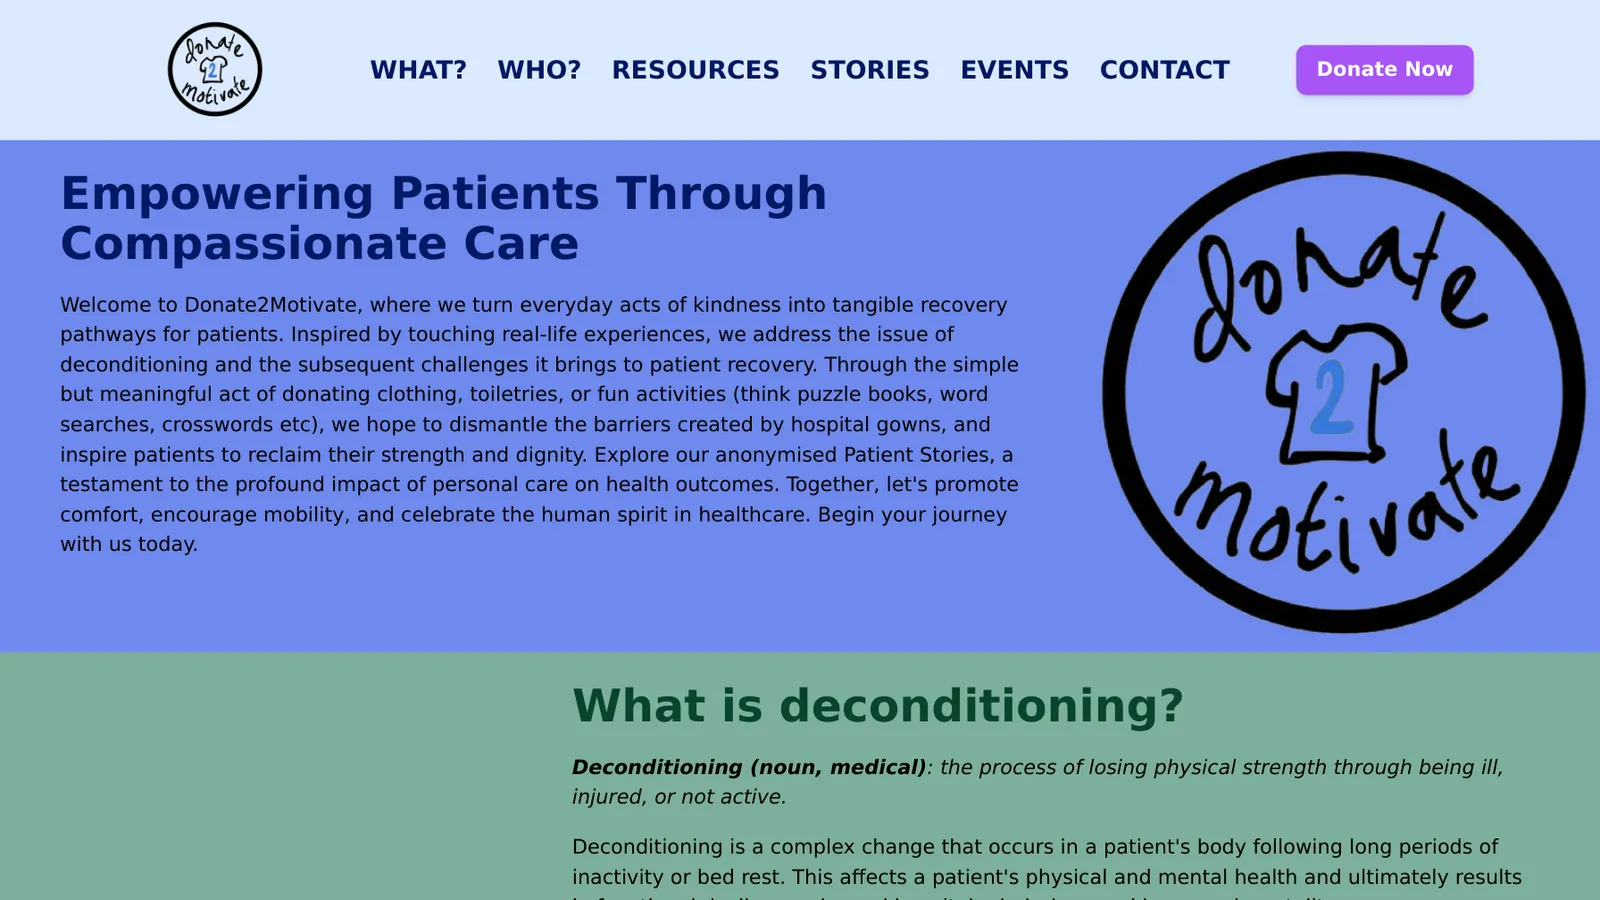 donate
2
motivate
WHAT? WHO? RESOURCES STORIES EVENTS CONTACT
Donate Now
Empowering Patients Through
Compassionate Care
Welcome to Donate2Motivate, where we turn everyday acts of kindness into tangible recovery
pathways for patients. Inspired by touching real-life experiences, we address the issue of
deconditioning and the subsequent challenges it brings to patient recovery. Through the simple
but meaningful act of donating clothing, toiletries, or fun activities (think puzzle books, word
searches, crosswords etc), we hope to dismantle the barriers created by hospital gowns, and
inspire patients to reclaim their strength and dignity. Explore our anonymised Patient Stories, a
testament to the profound impact of personal care on health outcomes. Together, let's promote
comfort, encourage mobility, and celebrate the human spirit in healthcare. Begin your journey
with us today.
donate
2
motivate
What is deconditioning?
Deconditioning (noun, medical): the process of losing physical strength through being ill,
injured, or not active.
Deconditioning is a complex change that occurs in a patient's body following long periods of
inactivity or bed rest. This affects a patient's physical and mental health and ultimately results